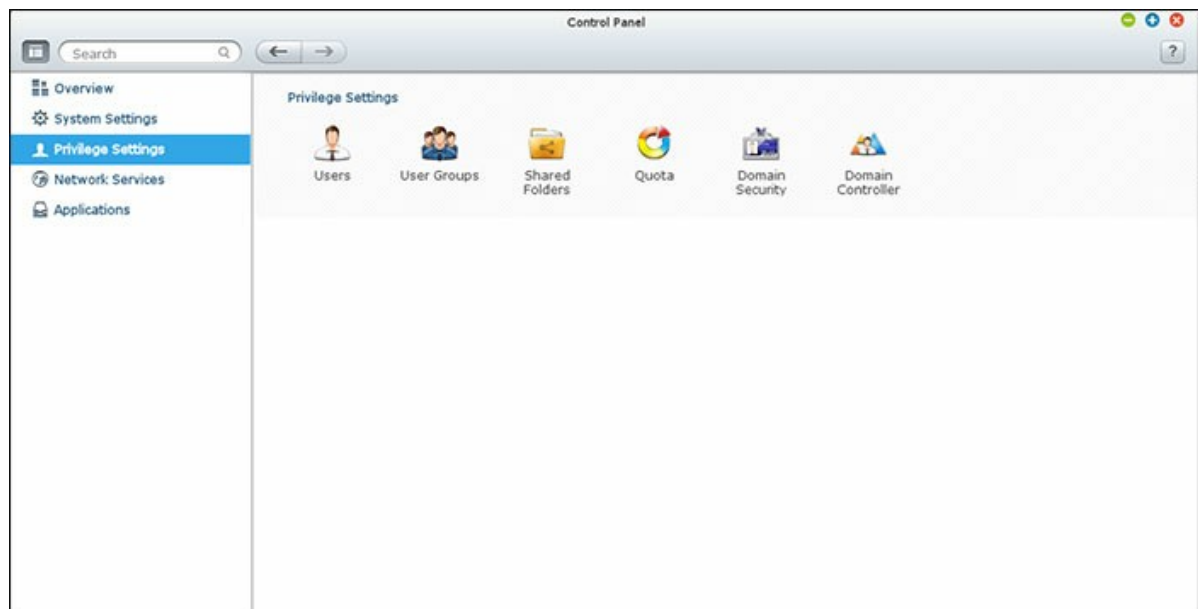 Control Panel
Search
?
Overview
System Settings
Privilege Settings
Network Services
Applications
Privilege Settings
Users
User Groups
Shared
Folders
Quota
Domain
Security
Domain
Controller